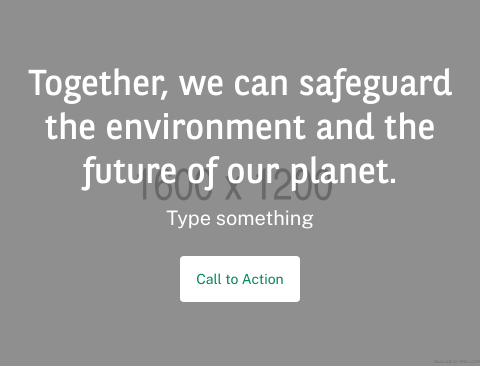 Together, we can safeguard
the environment and the
future of our planet.
1600 x 1200
Type something
Call to Action